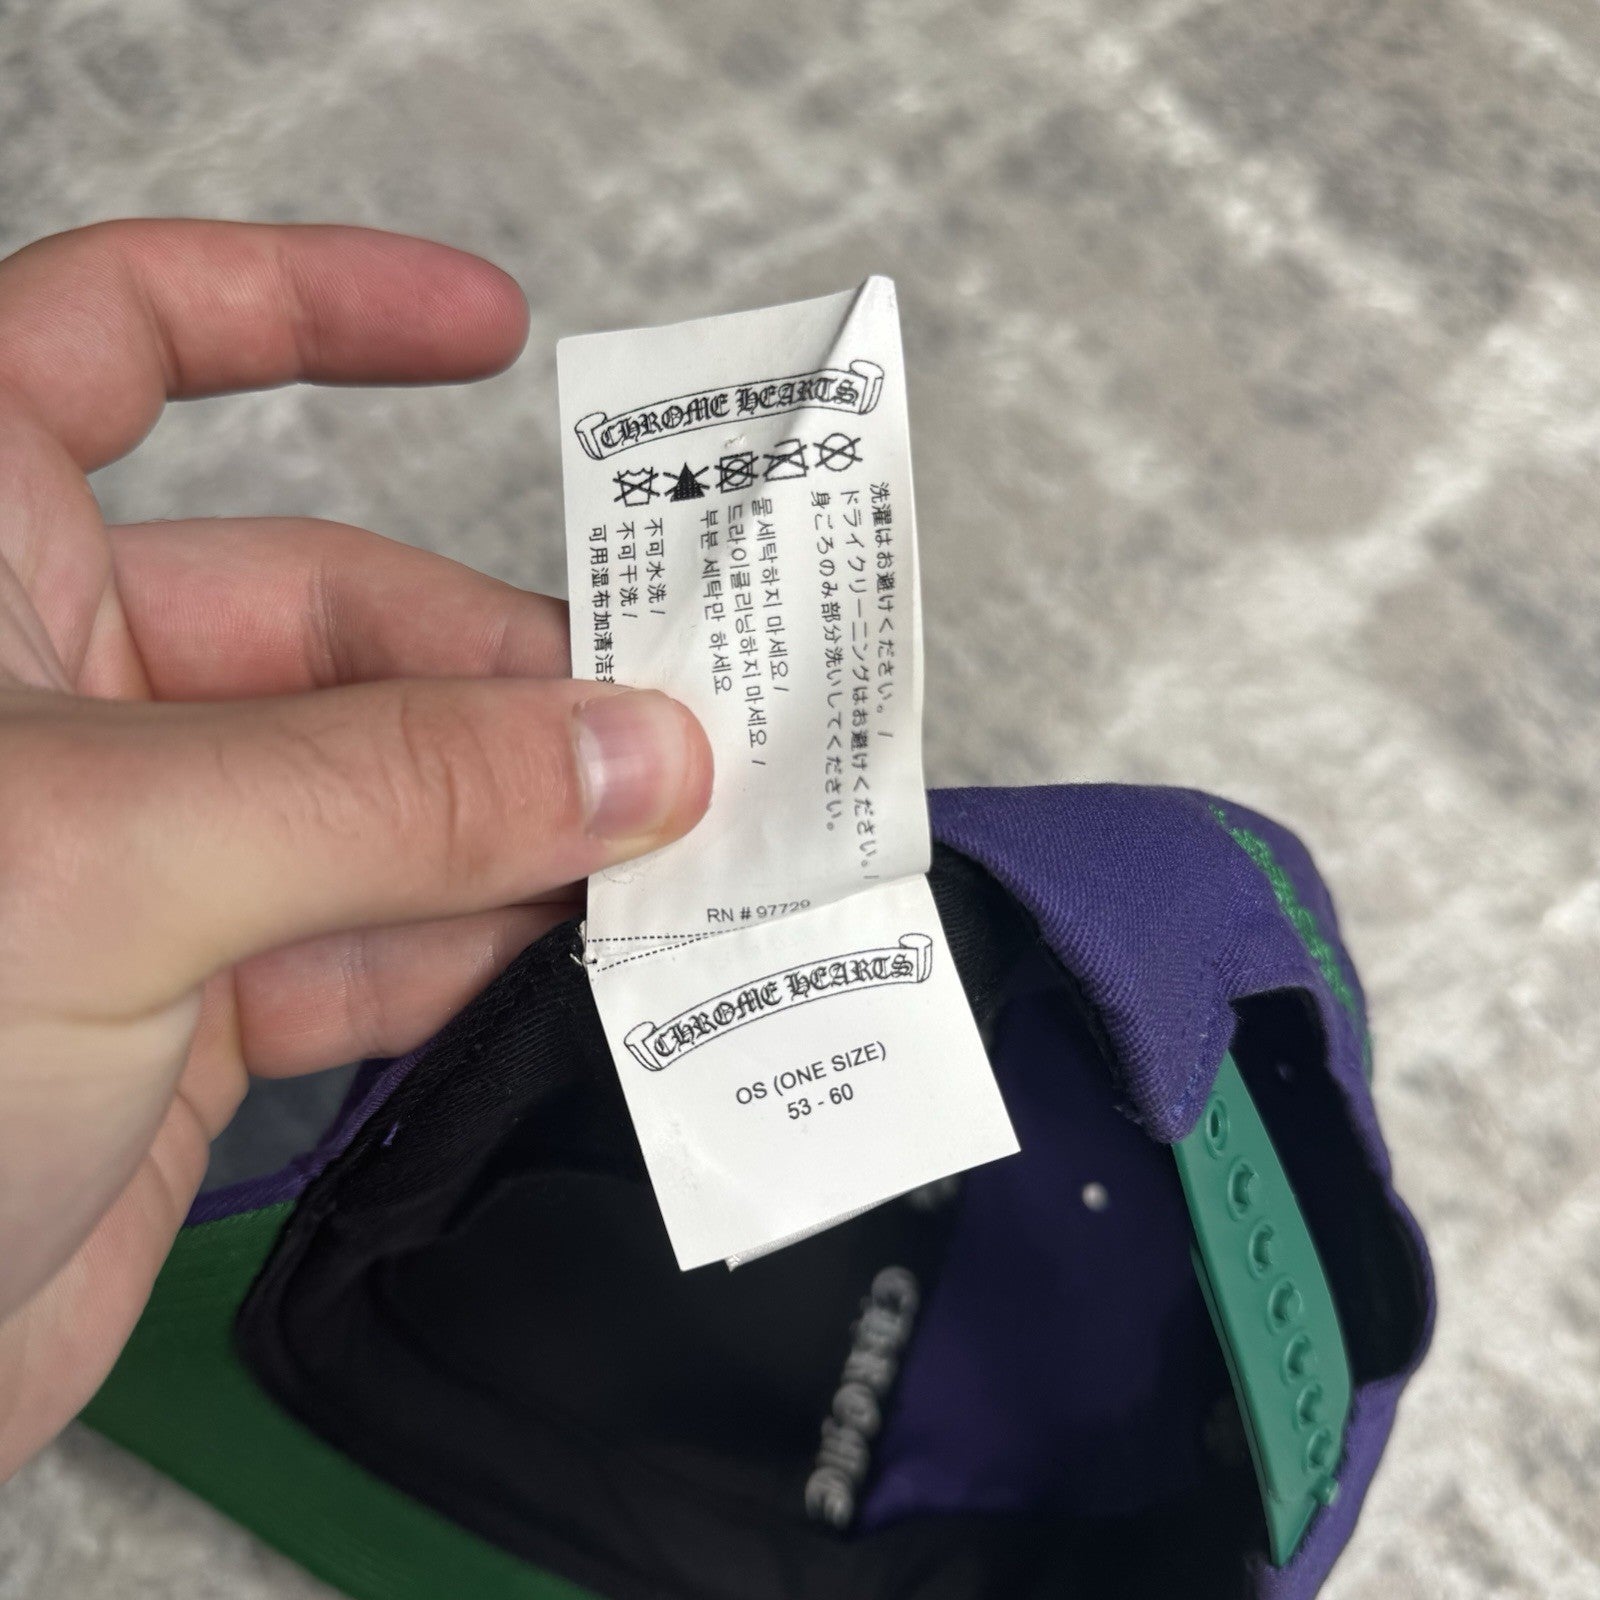 CHROME HEARTS
洗濯はお避けください。 /
ドライクリーニングはお避けください。 /
身ごろのみ部分洗いしてください。
물세탁하지 마세요 /
드라이클리닝하지 마세요 /
부분 세탁만 하세요
不可水洗 /
不可干洗 /
可用湿布加清洁
RN # 97729
CHROME HEARTS
OS (ONE SIZE)
53 - 60